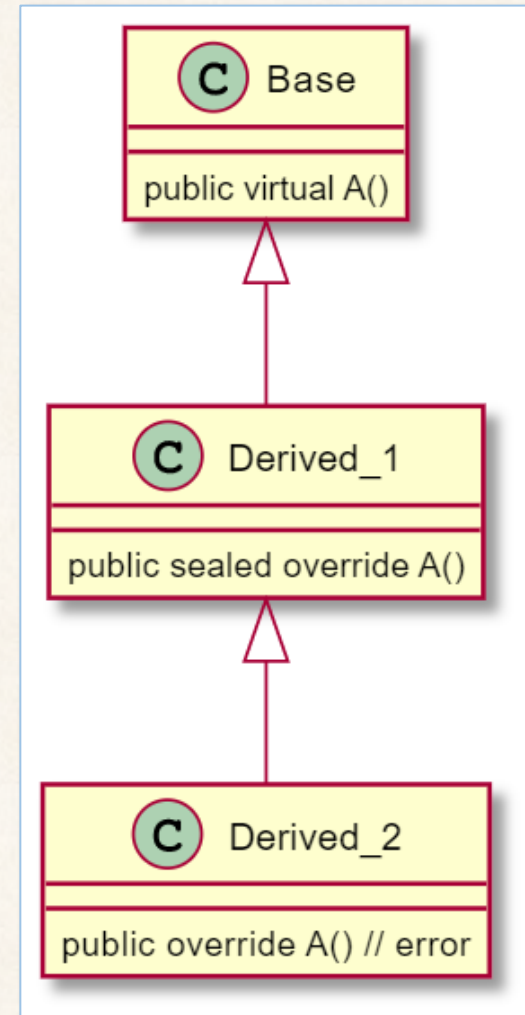 C Base
public virtual A()
C Derived_1
public sealed override A()
C Derived_2
public override A() // error